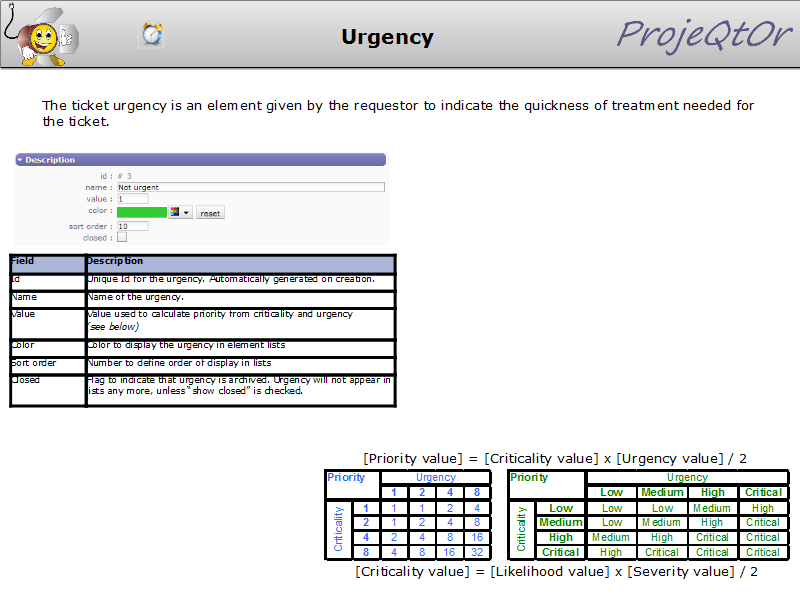 Urgency
ProjeQtOr
The ticket urgency is an element given by the requestor to indicate the quickness of treatment needed for
the ticket.
Description
id : # 3
name : Not urgent
value : 1
color : reset
sort order : 10
closed :
Field Description
Id Unique Id for the urgency. Automatically generated on creation.
Name Name of the urgency.
Value Value used to calculate priority from criticality and urgency
(see below)
Color Color to display the urgency in element lists
Sort order Number to define order of display in lists
Closed Flag to indicate that urgency is archived. Urgency will not appear in
lists any more, unless “show closed” is checked.
[Priority value] = [Criticality value] x [Urgency value] / 2
Priority Urgency
1 2 4 8
Criticality
1 1 1 2 4
2 1 2 4 8
4 2 4 8 16
8 4 8 16 32
Priority Urgency
Low Medium High Critical
Criticality
Low Low Low Medium High
Medium Low Medium High Critical
High Medium High Critical Critical
Critical High Critical Critical Critical
[Criticality value] = [Likelihood value] x [Severity value] / 2